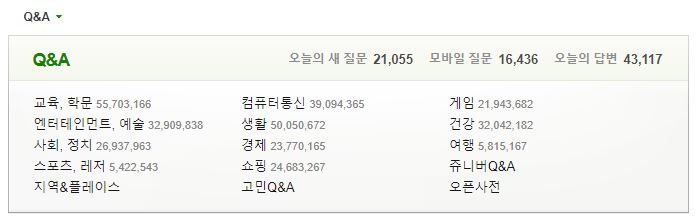 Q&A
Q&A 오늘의 새 질문 21,055 모바일 질문 16,436 오늘의 답변 43,117
교육, 학문 55,703,166 컴퓨터통신 39,094,365 게임 21,943,682
엔터테인먼트, 예술 32,909,838 생활 50,050,672 건강 32,042,182
사회, 정치 26,937,963 경제 23,770,165 여행 5,815,167
스포츠, 레저 5,422,543 쇼핑 24,683,267 쥬니버Q&A
지역&플레이스 고민Q&A 오픈사전